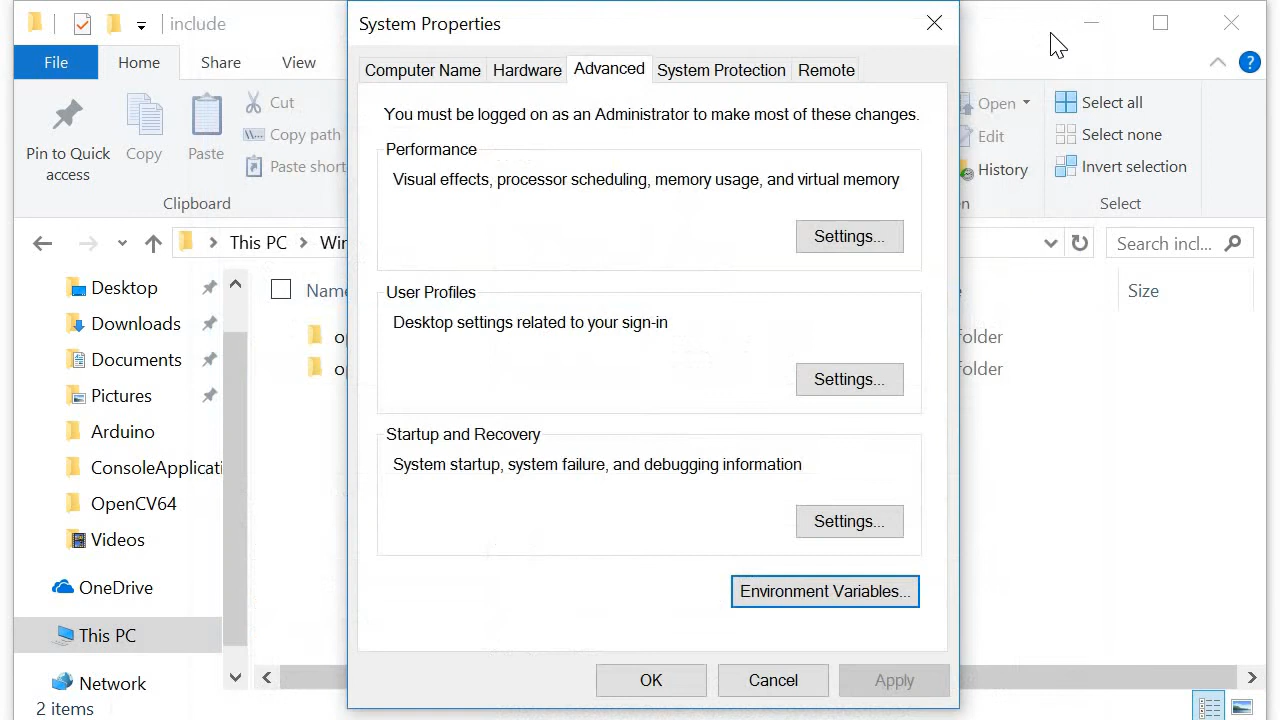 include
System Properties
File
Home
Share
View
Computer Name
Hardware
Advanced
System Protection
Remote
Pin to Quick
access
Copy
Paste
Cut
Copy path
Paste short
Clipboard
Open
Edit
History
Select all
Select none
Invert selection
Select
You must be logged on as an Administrator to make most of these changes.
Performance
Visual effects, processor scheduling, memory usage, and virtual memory
Settings...
This PC
Search incl...
Desktop
Downloads
Documents
Pictures
Arduino
ConsoleApplicati
OpenCV64
Videos
OneDrive
This PC
Network
2 items
Name
Size
folder
folder
User Profiles
Desktop settings related to your sign-in
Settings...
Startup and Recovery
System startup, system failure, and debugging information
Settings...
Environment Variables...
OK
Cancel
Apply